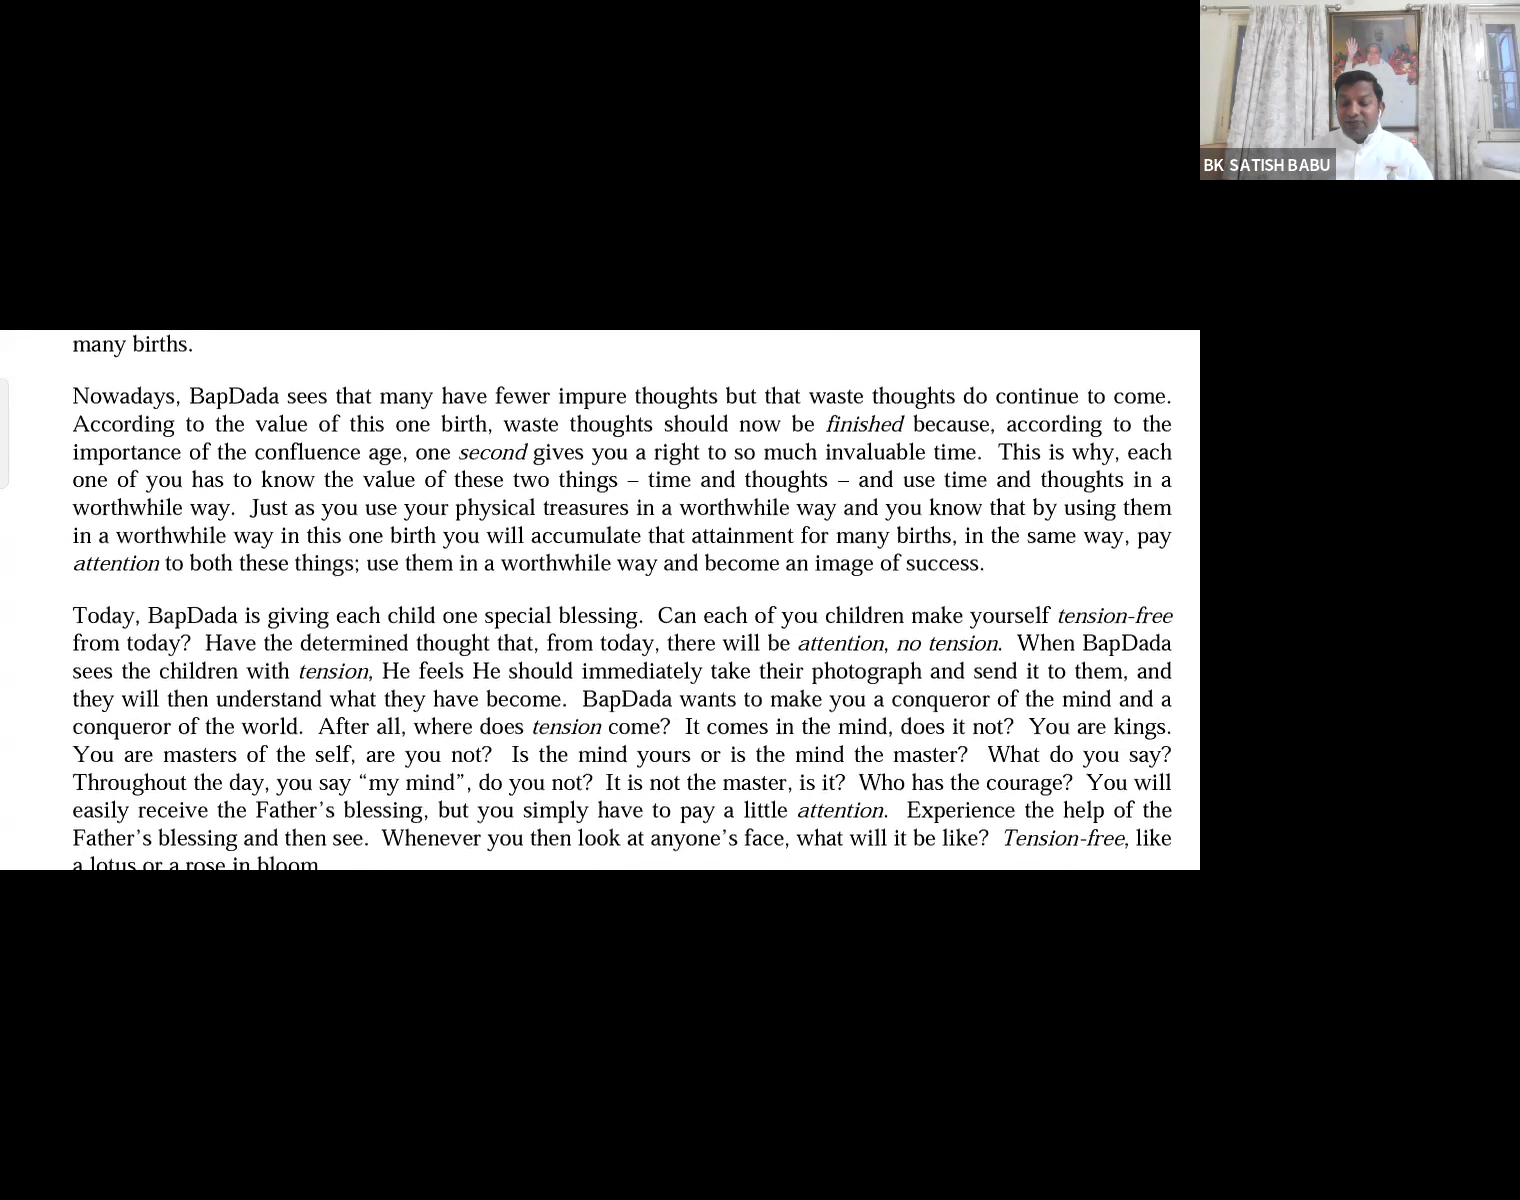 BK SATISH BABU
many births.
Nowadays, BapDada sees that many have fewer impure thoughts but that waste thoughts do continue to come.
According to the value of this one birth, waste thoughts should now be finished because, according to the
importance of the confluence age, one second gives you a right to so much invaluable time. This is why, each
one of you has to know the value of these two things – time and thoughts – and use time and thoughts in a
worthwhile way. Just as you use your physical treasures in a worthwhile way and you know that by using them
in a worthwhile way in this one birth you will accumulate that attainment for many births, in the same way, pay
attention to both these things; use them in a worthwhile way and become an image of success.
Today, BapDada is giving each child one special blessing. Can each of you children make yourself tension-free
from today? Have the determined thought that, from today, there will be attention, no tension. When BapDada
sees the children with tension, He feels He should immediately take their photograph and send it to them, and
they will then understand what they have become. BapDada wants to make you a conqueror of the mind and a
conqueror of the world. After all, where does tension come? It comes in the mind, does it not? You are kings.
You are masters of the self, are you not? Is the mind yours or is the mind the master? What do you say?
Throughout the day, you say “my mind”, do you not? It is not the master, is it? Who has the courage? You will
easily receive the Father’s blessing, but you simply have to pay a little attention. Experience the help of the
Father’s blessing and then see. Whenever you then look at anyone’s face, what will it be like? Tension-free, like
a lotus or a rose in bloom